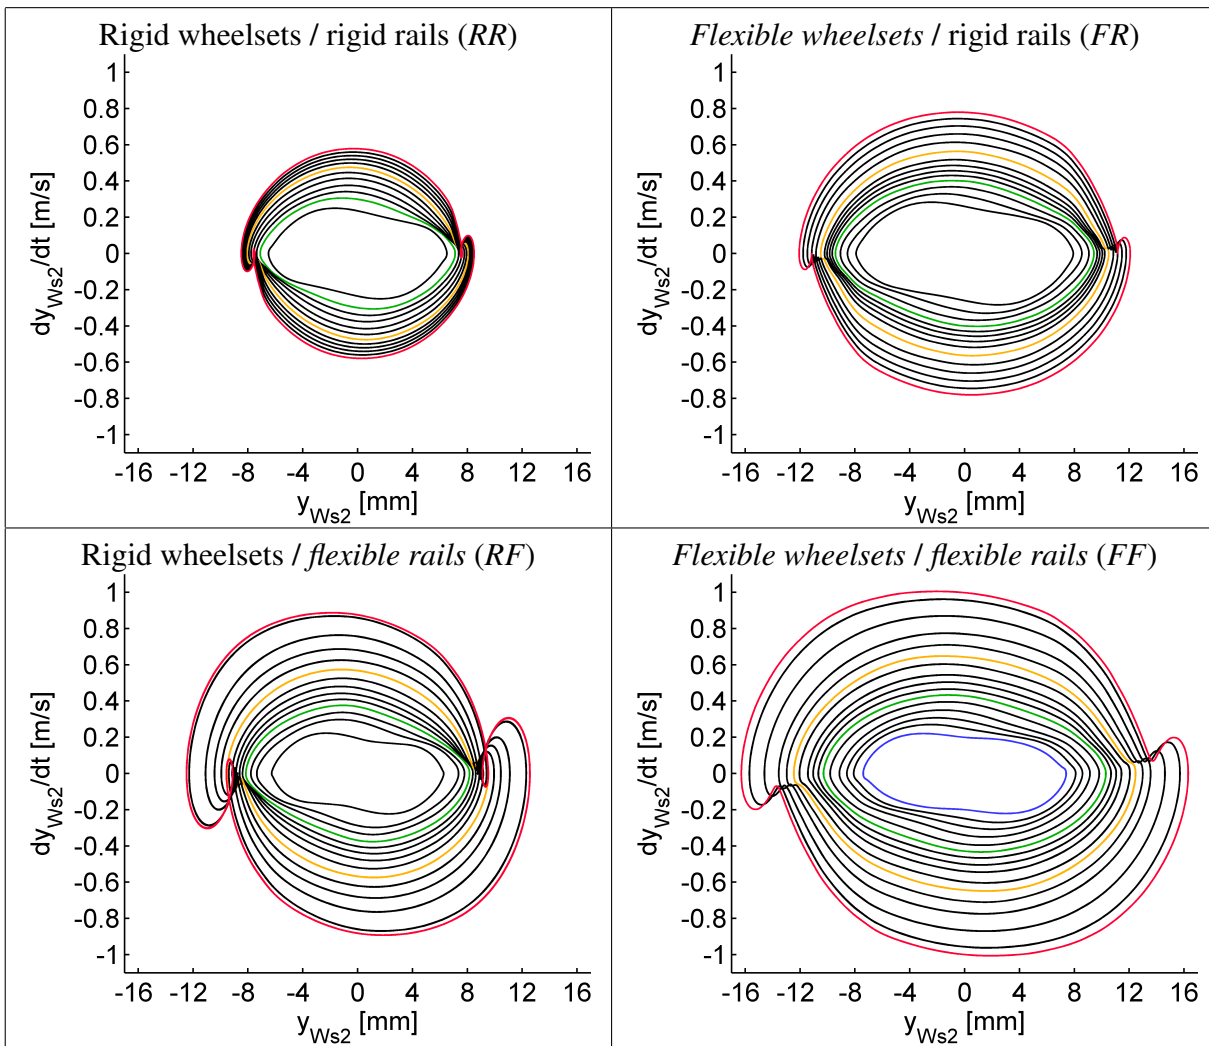 Rigid wheelsets / rigid rails (RR)
1
0.8
0.6
0.4
0.2
0
-0.2
-0.4
-0.6
-0.8
-1
dy_Ws2/dt [m/s]
-16 -12 -8 -4 0 4 8 12 16
y_Ws2 [mm]
Flexible wheelsets / rigid rails (FR)
1
0.8
0.6
0.4
0.2
0
-0.2
-0.4
-0.6
-0.8
-1
dy_Ws2/dt [m/s]
-16 -12 -8 -4 0 4 8 12 16
y_Ws2 [mm]
Rigid wheelsets / flexible rails (RF)
1
0.8
0.6
0.4
0.2
0
-0.2
-0.4
-0.6
-0.8
-1
dy_Ws2/dt [m/s]
-16 -12 -8 -4 0 4 8 12 16
y_Ws2 [mm]
Flexible wheelsets / flexible rails (FF)
1
0.8
0.6
0.4
0.2
0
-0.2
-0.4
-0.6
-0.8
-1
dy_Ws2/dt [m/s]
-16 -12 -8 -4 0 4 8 12 16
y_Ws2 [mm]